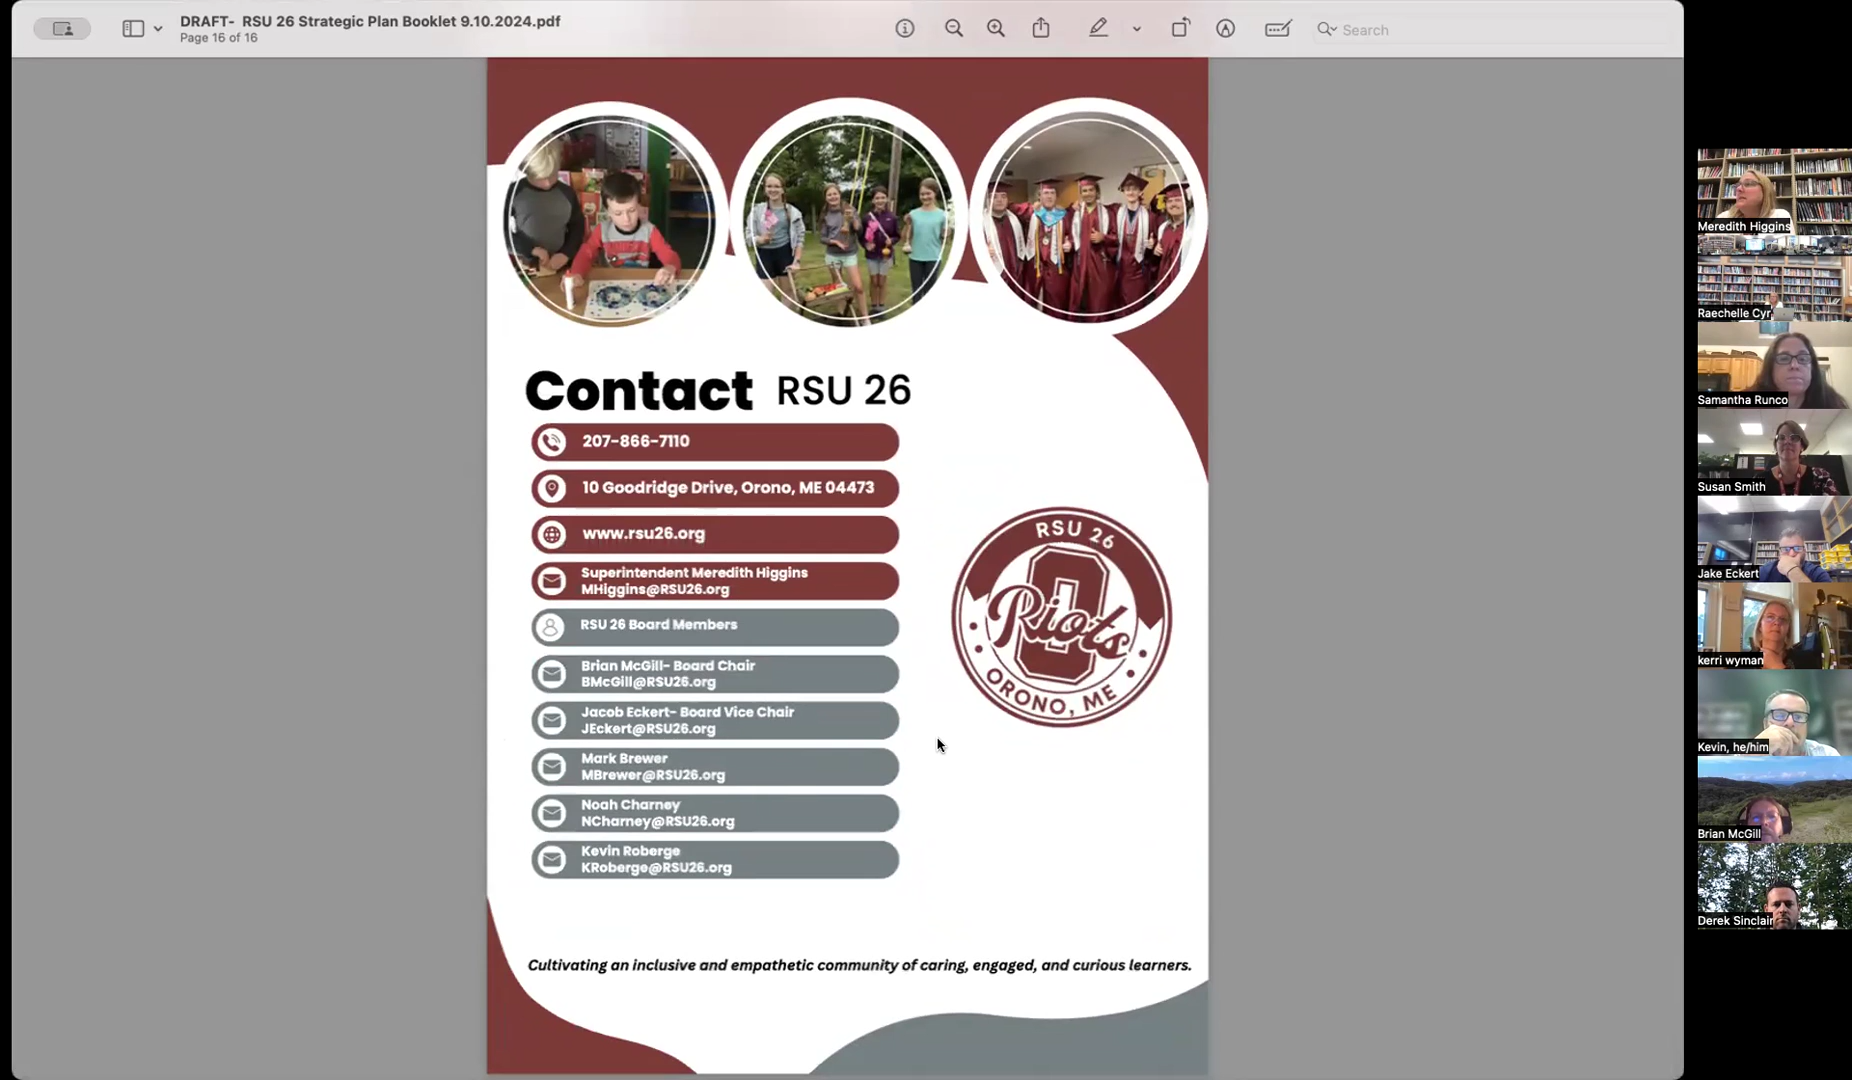 DRAFT-  RSU 26 Strategic Plan Booklet 9.10.2024.pdf
Page 16 of 16
Search
Contact RSU 26
207-866-7110
10 Goodridge Drive, Orono, ME 04473
www.rsu26.org
Superintendent Meredith Higgins
MHiggins@RSU26.org
RSU 26 Board Members
Brian McGill- Board Chair
BMcGill@RSU26.org
Jacob Eckert- Board Vice Chair
JEckert@RSU26.org
Mark Brewer
MBrewer@RSU26.org
Noah Charney
NCharney@RSU26.org
Kevin Roberge
KRoberge@RSU26.org
RSU 26
O
Riots
ORONO, ME
Cultivating an inclusive and empathetic community of caring, engaged, and curious learners.
Meredith Higgins
Raechelle Cyr
Samantha Runco
Susan Smith
Jake Eckert
kerri wyman
Kevin, he/him
Brian McGill
Derek Sinclair